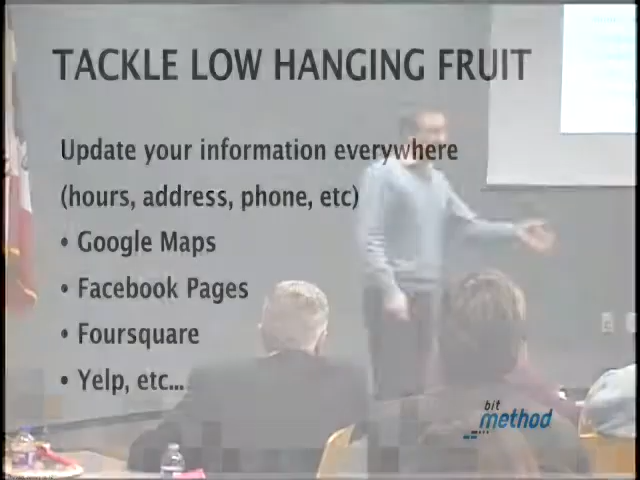 TACKLE LOW HANGING FRUIT
Update your information everywhere
(hours, address, phone, etc)
• Google Maps
• Facebook Pages
• Foursquare
• Yelp, etc...
bit
method